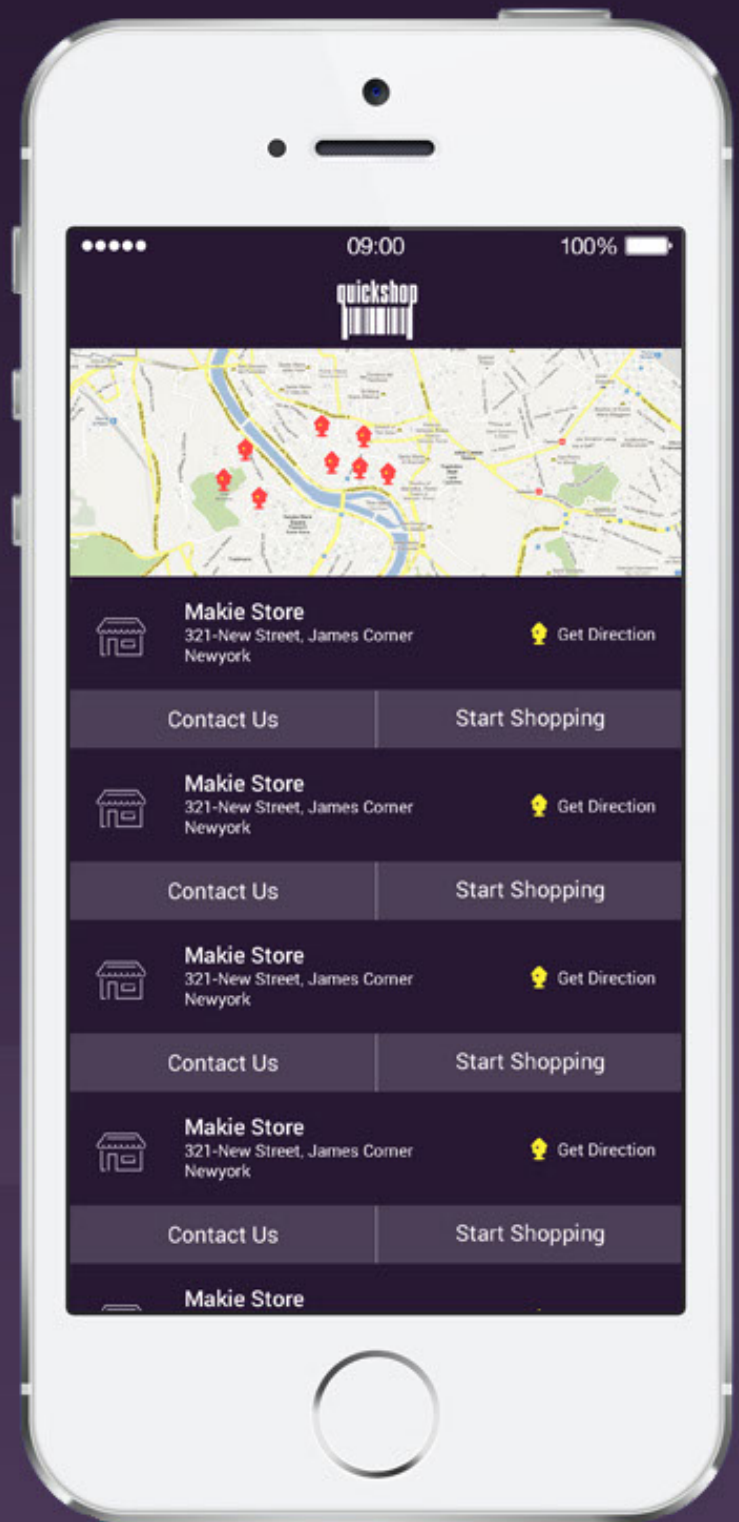 09:00
100%
quickshop
Makie Store
321-New Street, James Corner
Newyork
Get Direction
Contact Us
Start Shopping
Makie Store
321-New Street, James Corner
Newyork
Get Direction
Contact Us
Start Shopping
Makie Store
321-New Street, James Corner
Newyork
Get Direction
Contact Us
Start Shopping
Makie Store
321-New Street, James Corner
Newyork
Get Direction
Contact Us
Start Shopping
Makie Store